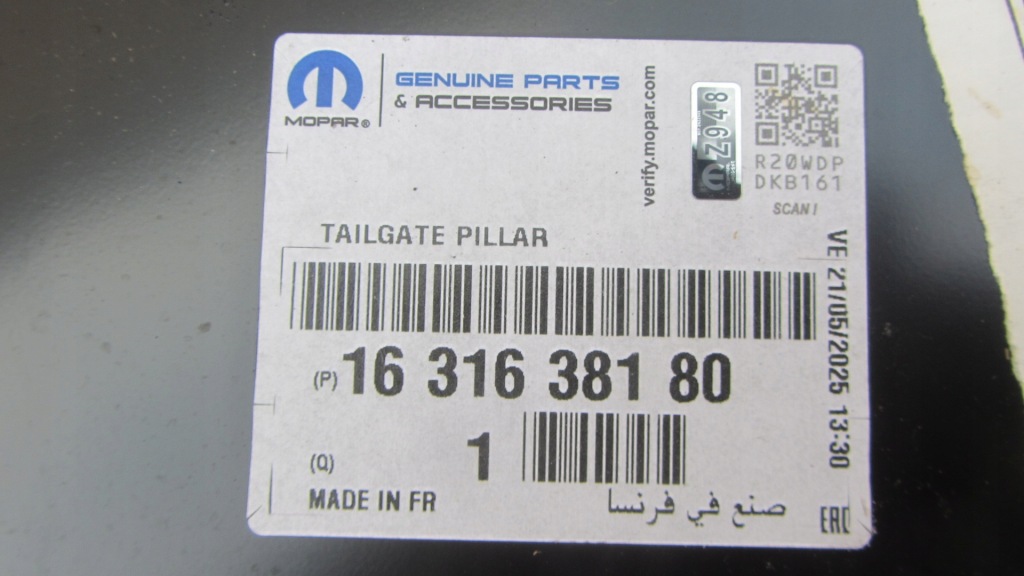 MOPAR®
GENUINE PARTS
& ACCESSORIES
verify.mopar.com
Z948
R20WDP
DKB161
SCAN!
TAILGATE PILLAR
(P) 16 316 381 80
(Q) 1
MADE IN FR
صنع في فرنسا
VE 21/05/2025 13:30
EAC